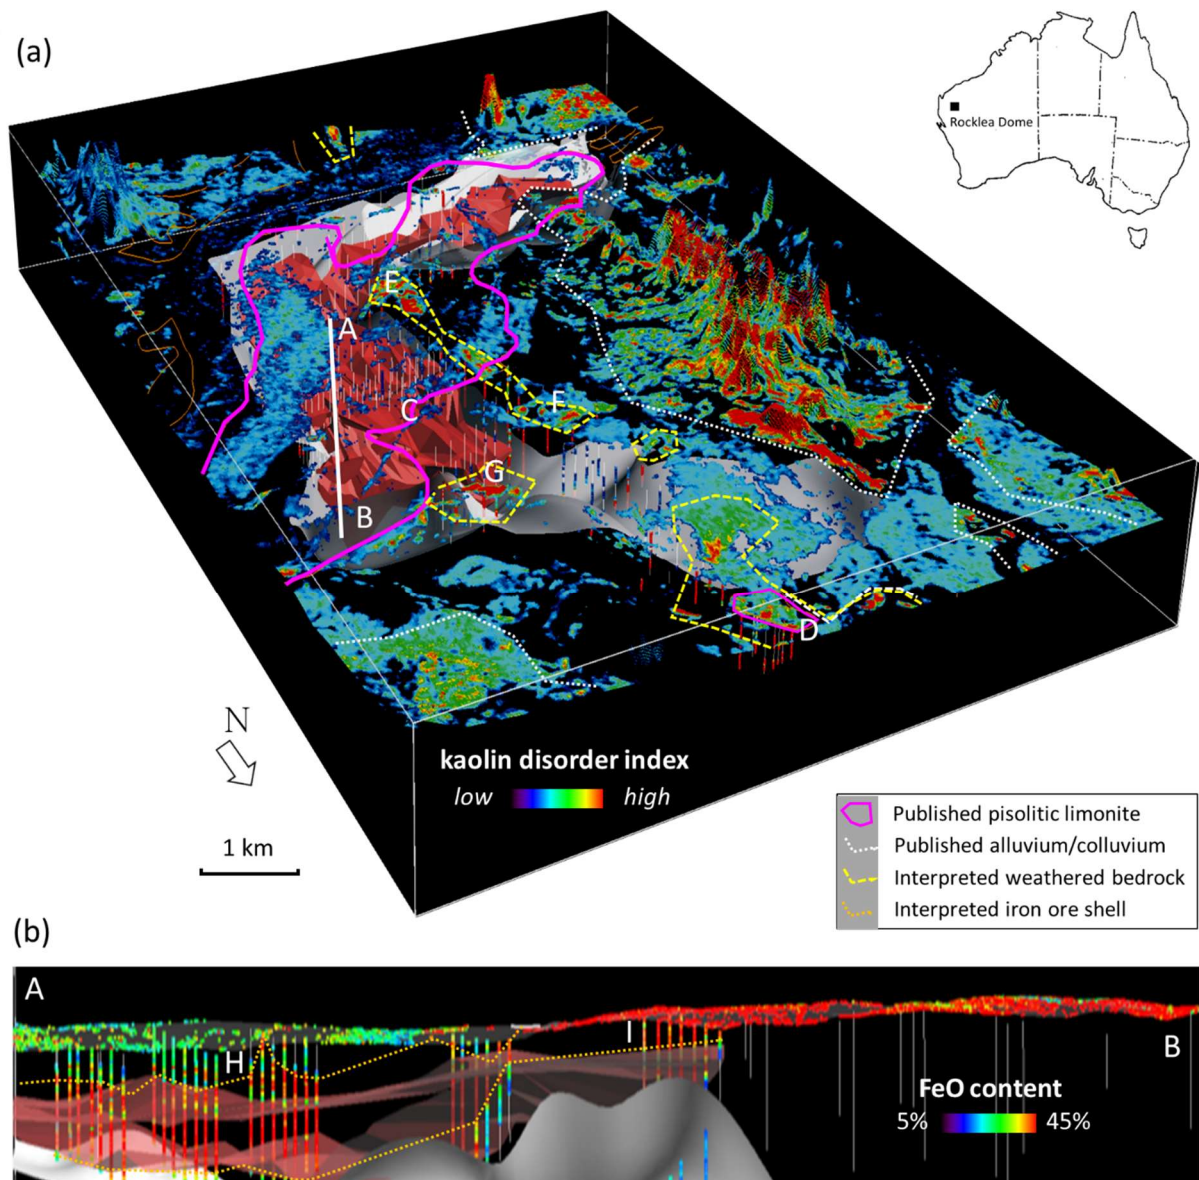 (a)
Rocklea Dome
E
A
C
F
G
B
D
N
1 km
kaolin disorder index
low high
Published pisolitic limonite
Published alluvium/colluvium
Interpreted weathered bedrock
Interpreted iron ore shell
(b)
A
H
I
B
FeO content
5% 45%